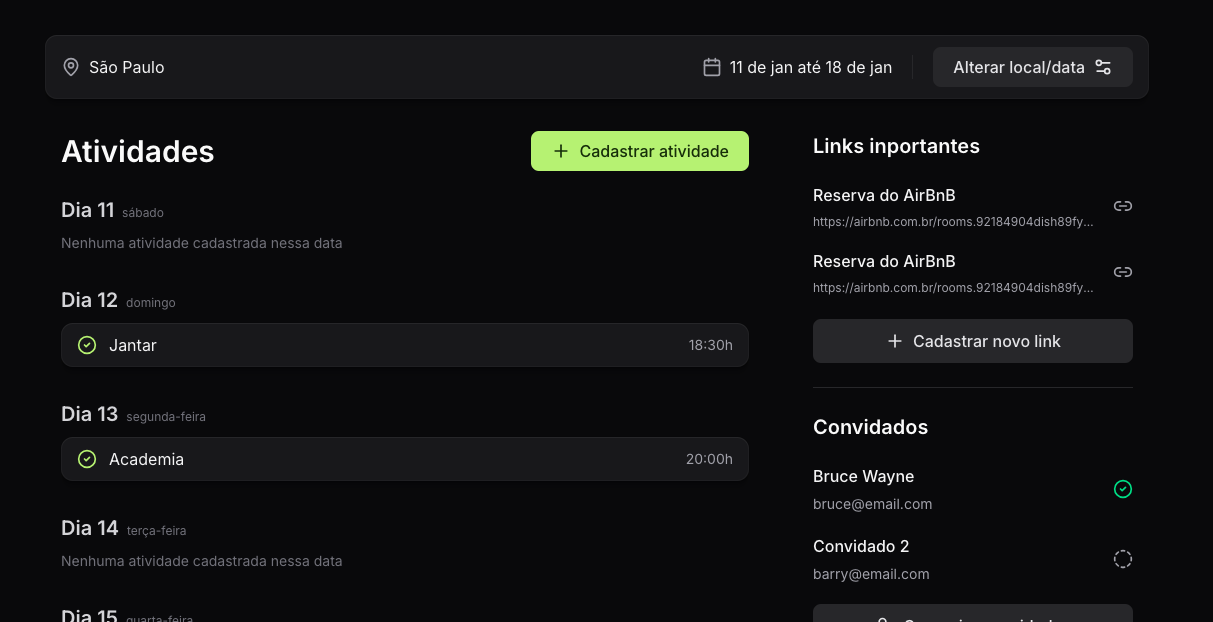 São Paulo
11 de jan até 18 de jan
Alterar local/data
Atividades
Cadastrar atividade
Dia 11 sábado
Nenhuma atividade cadastrada nessa data
Dia 12 domingo
Jantar 18:30h
Dia 13 segunda-feira
Academia 20:00h
Dia 14 terça-feira
Nenhuma atividade cadastrada nessa data
Dia 15 quarta-feira
Links inportantes
Reserva do AirBnB
https://airbnb.com.br/rooms.92184904dish89fy...
Reserva do AirBnB
https://airbnb.com.br/rooms.92184904dish89fy...
Cadastrar novo link
Convidados
Bruce Wayne
bruce@email.com
Convidado 2
barry@email.com